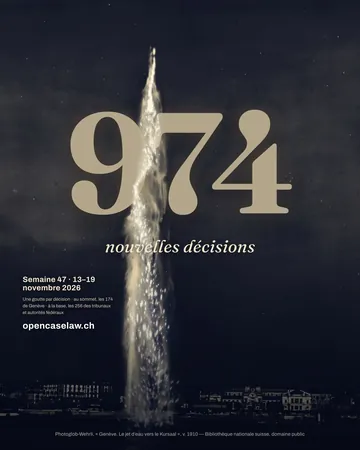 974
nouvelles décisions
Semaine 47 · 13–19
novembre 2026
Une goutte par décision : au sommet, les 174
de Genève · à la base, les 256 des tribunaux
et autorité fédéraux
opencaselaw.ch
Photoglob-Wehrli, « Genève. Le jet d'eau vers le Kursaal », v. 1910 — Bibliothèque nationale suisse, domaine public